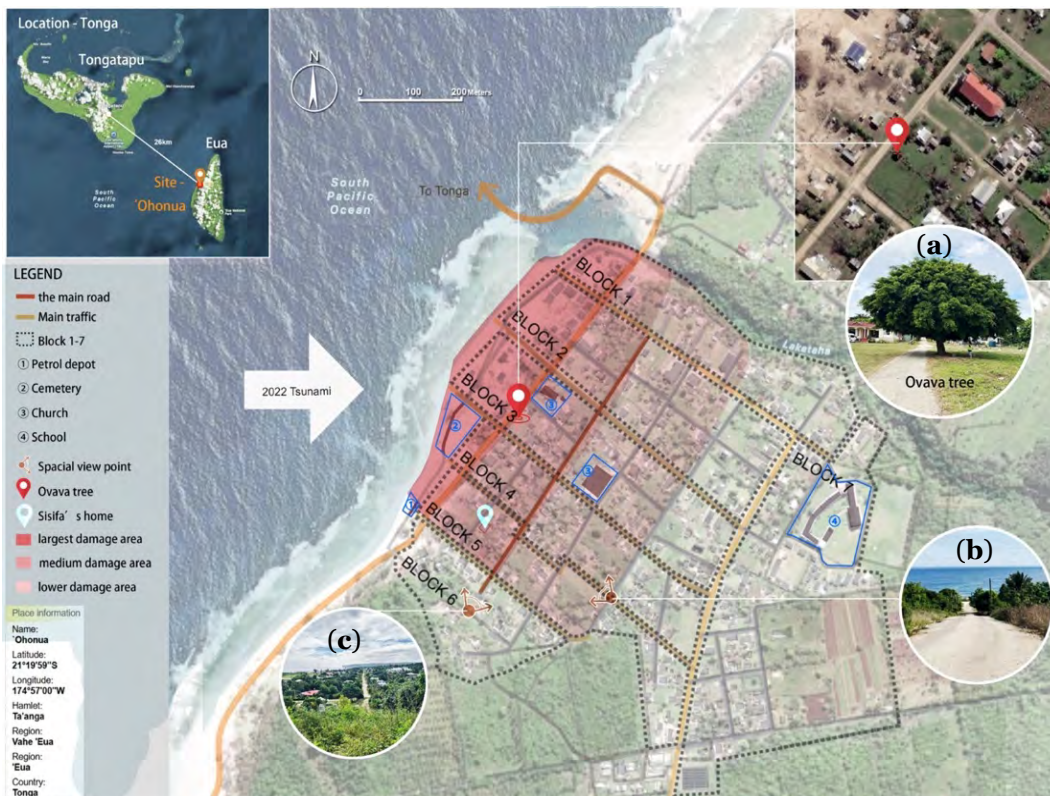 Location - Tonga
Tongatapu
26km
Eua
Site -
'Ohonua
South
Pacific
Ocean
N
0 100 200 Meters
South
Pacific
Ocean
To Tonga
(a)
Ovava tree
LEGEND
the main road
Main traffic
Block 1-7
① Petrol depot
② Cemetery
③ Church
④ School
Spacial view point
Ovava tree
Sisifa' s home
largest damage area
medium damage area
lower damage area
2022 Tsunami
BLOCK 1
BLOCK 2
BLOCK 3
BLOCK 4
BLOCK 5
BLOCK 6
BLOCK 7
②
③
③
④
(b)
(c)
Place information
Name:
'Ohonua
Latitude:
21°19'59"S
Longitude:
174°57'00"W
Hamlet:
Ta'anga
Region:
Vahe 'Eua
Region:
'Eua
Country:
Tonga